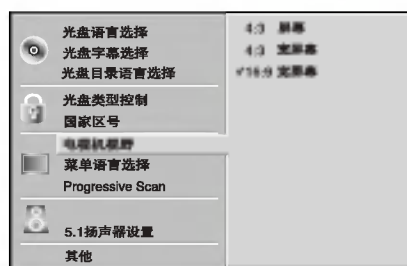 光盘语言选择
光盘字幕选择
光盘目录语言选择
光盘类型控制
国家区号
电视机视野
菜单语言选择
Progressive Scan
5.1扬声器设置
其他
4:3 屏幕
4:3 宽屏幕
√16:9 宽屏幕